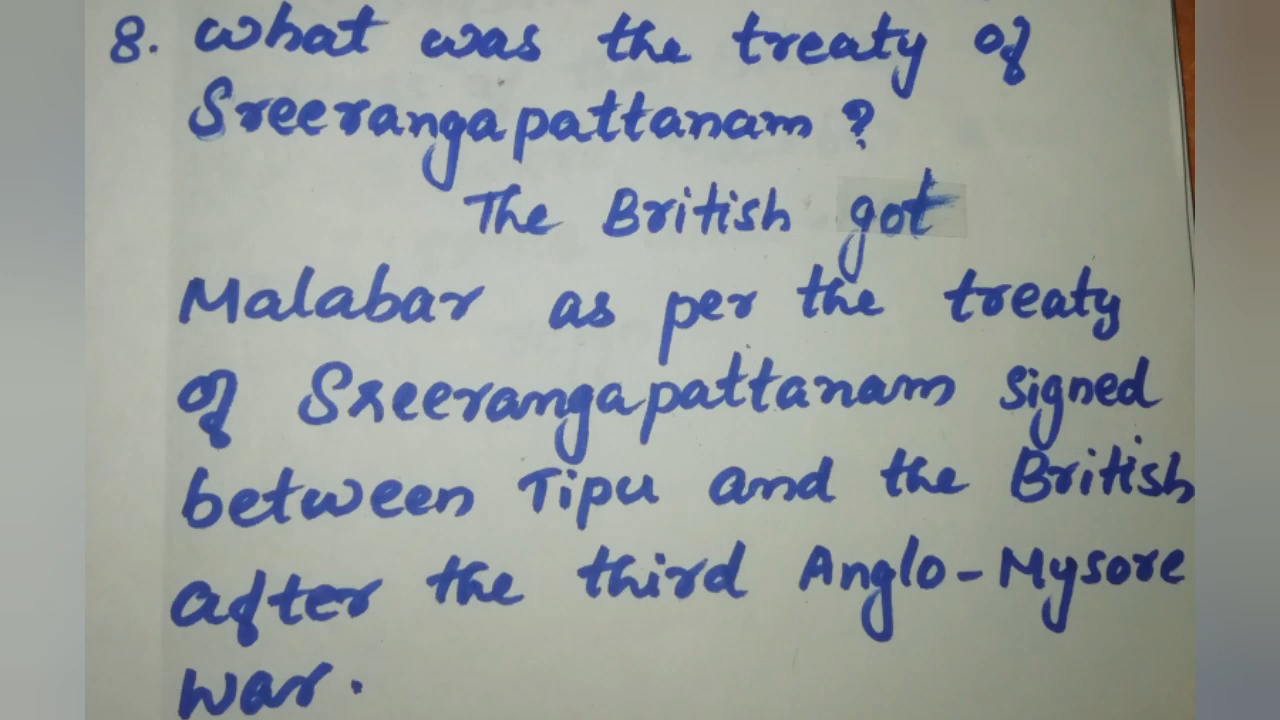 8. What was the treaty of
Sreerangapattanam?
The British got
Malabar as per the treaty
of Sreerangapattanam signed
between Tipu and the British
after the third Anglo-Mysore
war.